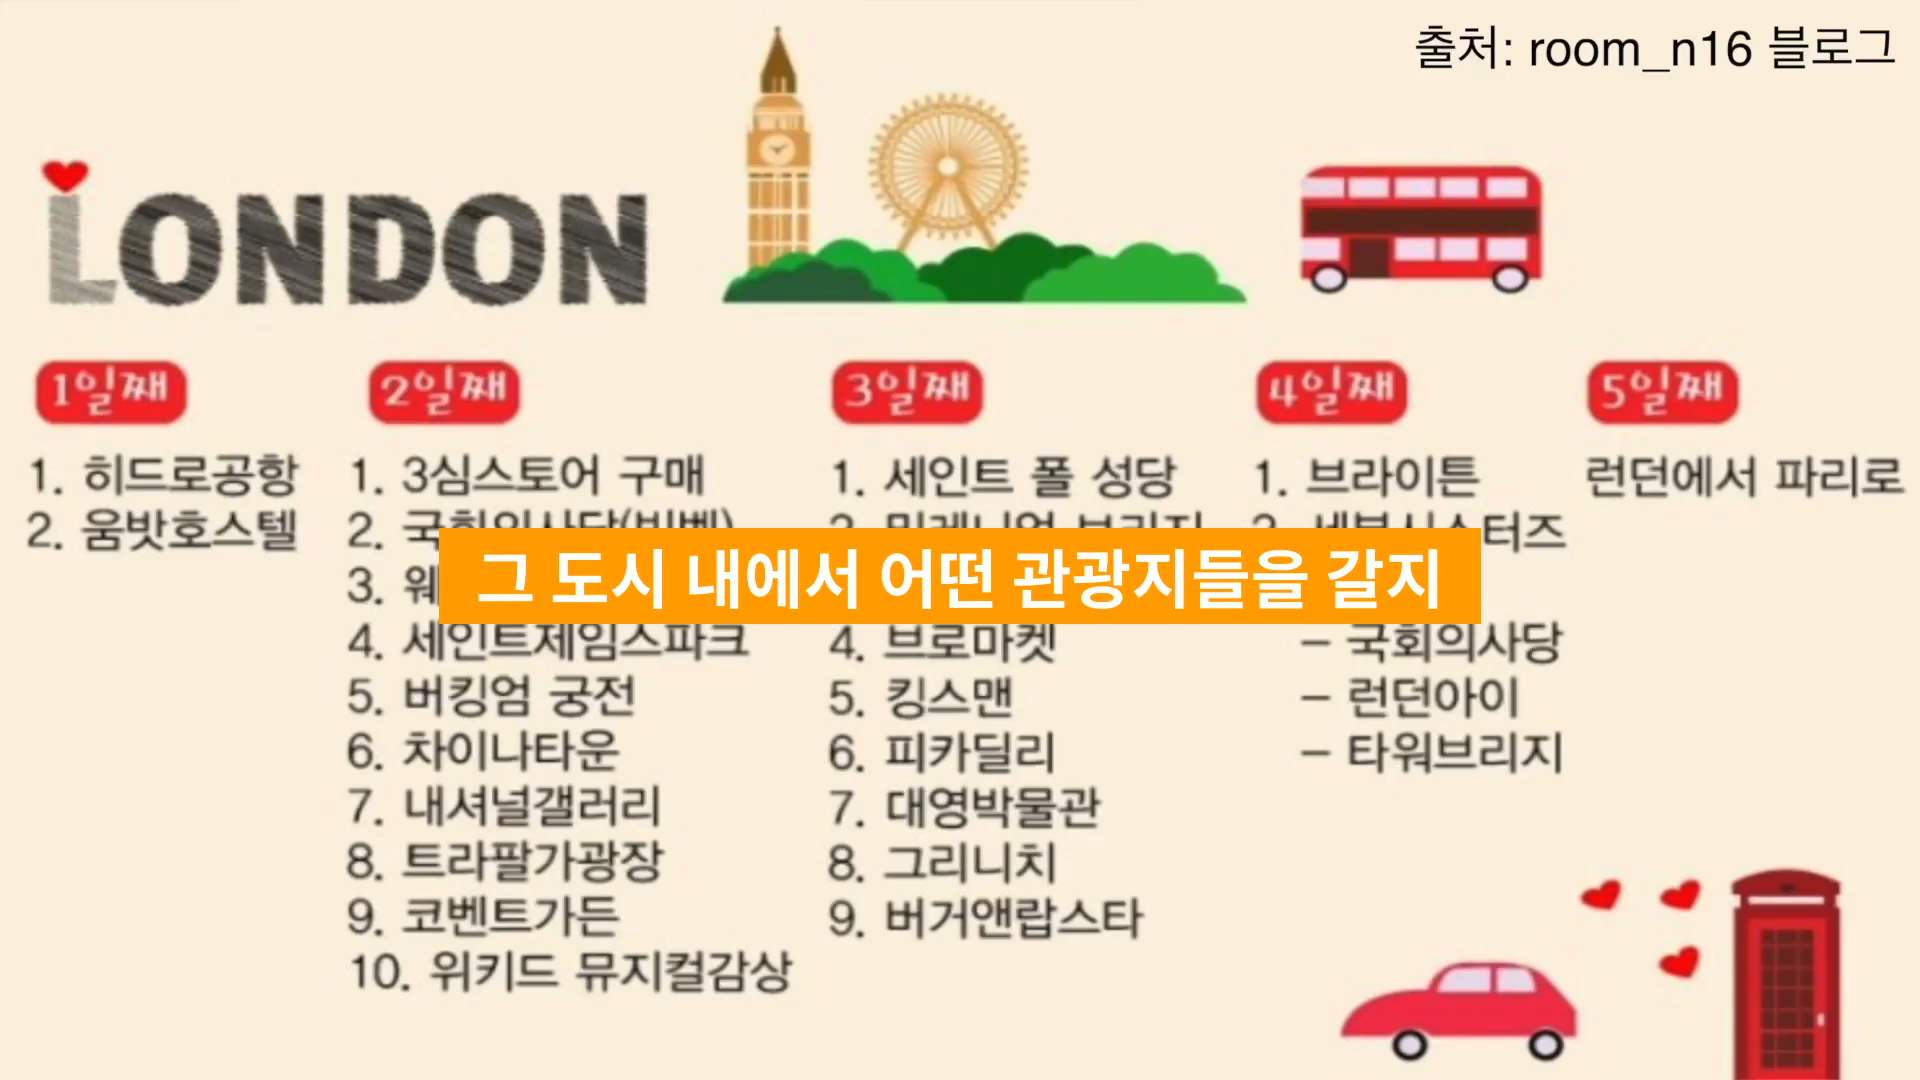 출처: room_n16 블로그
LONDON
1일째
1. 히드로공항
2. 움밧호스텔
2일째
1. 3심스토어 구매
2.
3.
4. 세인트제임스파크
5. 버킹엄 궁전
6. 차이나타운
7. 내셔널갤러리
8. 트라팔가광장
9. 코벤트가든
10. 위키드 뮤지컬감상
3일째
1. 세인트 폴 성당
4. 브로마켓
5. 킹스맨
6. 피카딜리
7. 대영박물관
8. 그리니치
9. 버거앤랍스타
4일째
1. 브라이튼
– 국회의사당
– 런던아이
– 타워브리지
5일째
런던에서 파리로
그 도시 내에서 어떤 관광지들을 갈지